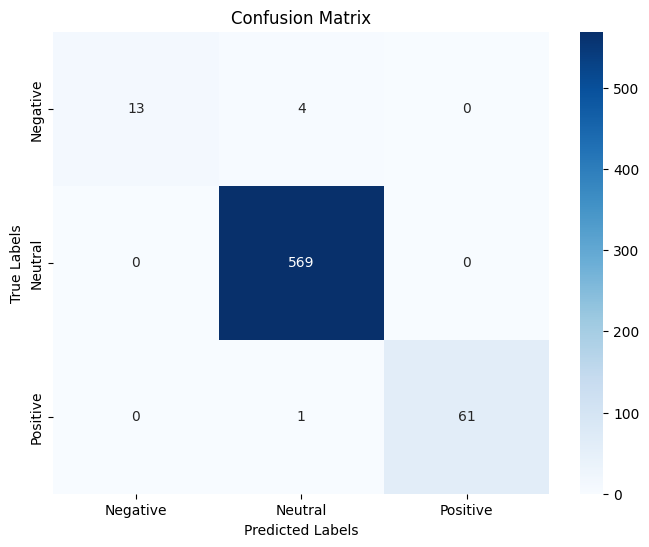 Confusion Matrix
Negative
Neutral
Positive
True Labels
13 4 0
0 569 0
0 1 61
Negative Neutral Positive
Predicted Labels
500
400
300
200
100
0